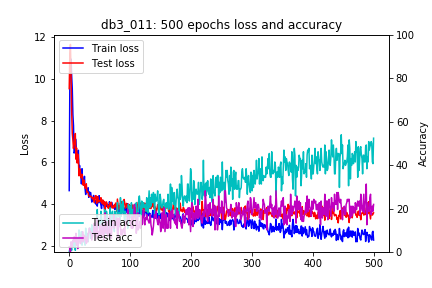 db3_011: 500 epochs loss and accuracy
Train loss
Test loss
Train acc
Test acc
Loss
12
10
8
6
4
2
0
100
200
300
400
500
100
80
60
40
20
0
Accuracy